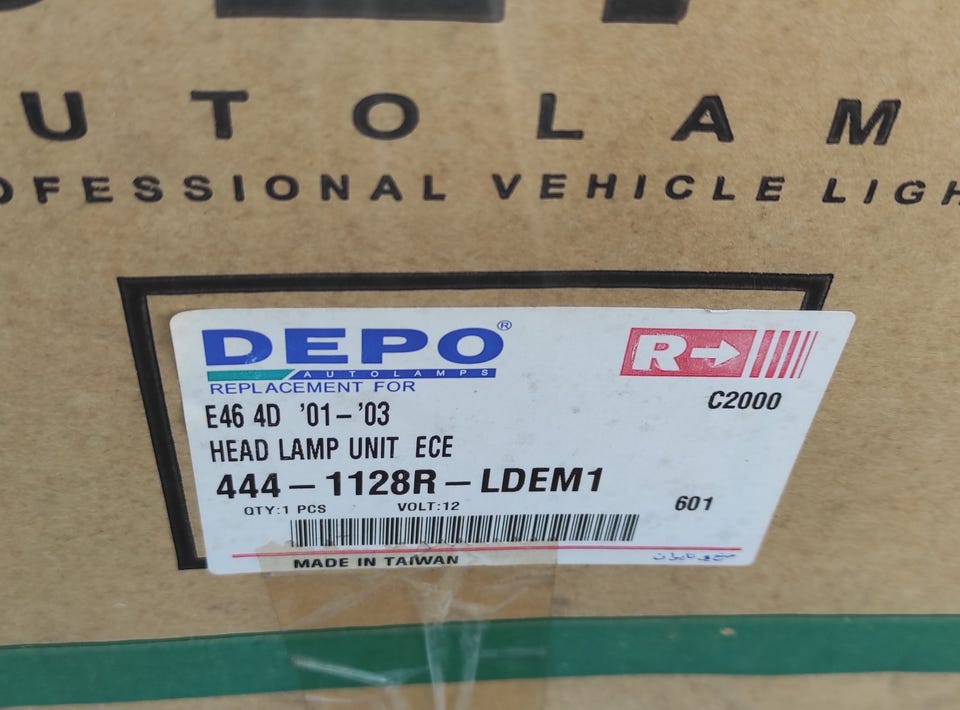 UTOLAM
OFESSIONAL VEHICLE LIGH
DEPO®
AUTOLAMPS
R
REPLACEMENT FOR
C2000
E46 4D '01-'03
HEAD LAMP UNIT ECE
444-1128R-LDEM1
QTY:1 PCS VOLT:12
601
MADE IN TAIWAN